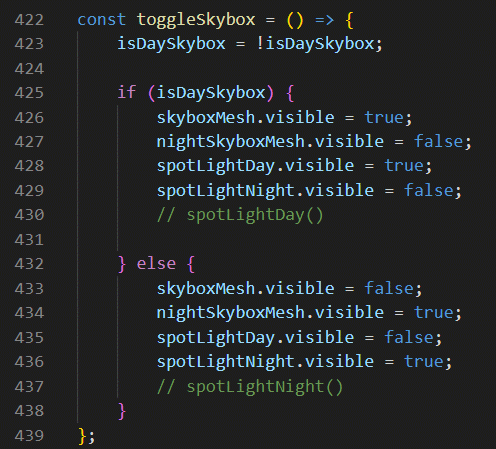 422 const toggleSkybox = () => {
423 isDaySkybox = !isDaySkybox;
424
425 if (isDaySkybox) {
426 skyboxMesh.visible = true;
427 nightSkyboxMesh.visible = false;
428 spotLightDay.visible = true;
429 spotLightNight.visible = false;
430 // spotLightDay()
431
432 } else {
433 skyboxMesh.visible = false;
434 nightSkyboxMesh.visible = true;
435 spotLightDay.visible = false;
436 spotLightNight.visible = true;
437 // spotLightNight()
438 }
439 };